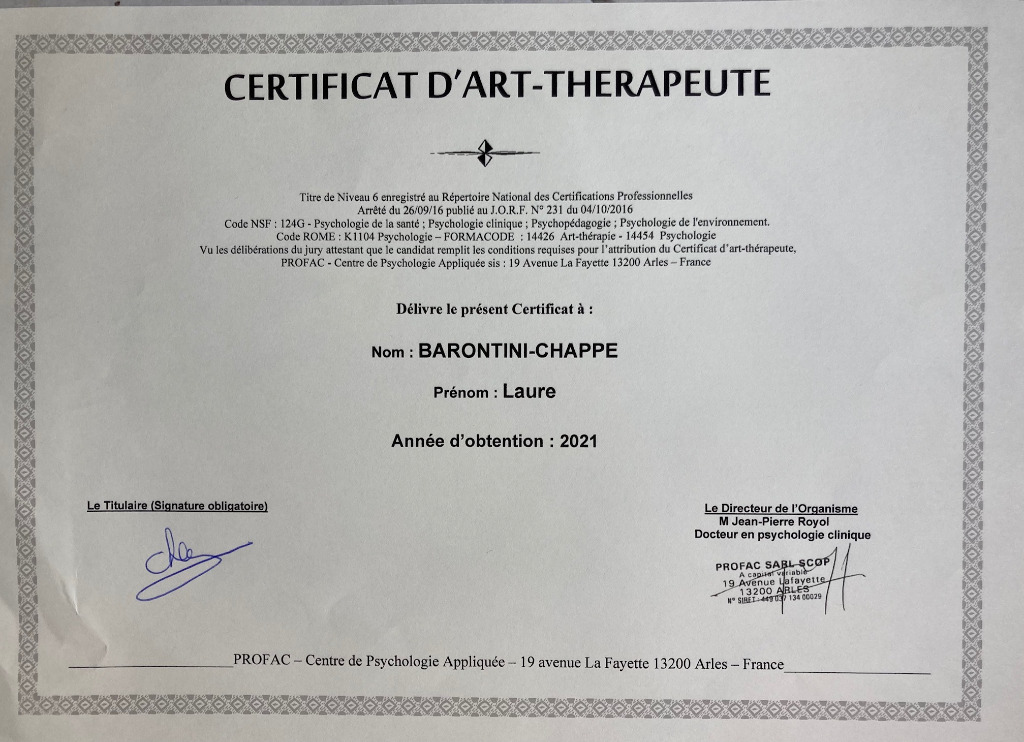 CERTIFICAT D'ART-THERAPEUTE
Titre de Niveau 6 enregistré au Répertoire National des Certifications Professionnelles
Arrêté du 26/09/16 publié au J.O.R.F. N° 231 du 04/10/2016
Code NSF : 124G - Psychologie de la santé ; Psychologie clinique ; Psychopédagogie ; Psychologie de l'environnement.
Code ROME : K1104 Psychologie – FORMACODE : 14426 Art-thérapie - 14454 Psychologie
Vu les délibérations du jury attestant que le candidat remplit les conditions requises pour l'attribution du Certificat d'art-thérapeute,
PROFAC - Centre de Psychologie Appliquée sis : 19 Avenue La Fayette 13200 Arles – France
Délivre le présent Certificat à :
Nom : BARONTINI-CHAPPE
Prénom : Laure
Année d'obtention : 2021
Le Titulaire (Signature obligatoire)
Le Directeur de l'Organisme
M Jean-Pierre Royol
Docteur en psychologie clinique
PROFAC SARL SCOP
A capital variable
19 Avenue Lafayette
13200 ARLES
N° SIRET : 134 00029
PROFAC – Centre de Psychologie Appliquée – 19 avenue La Fayette 13200 Arles – France